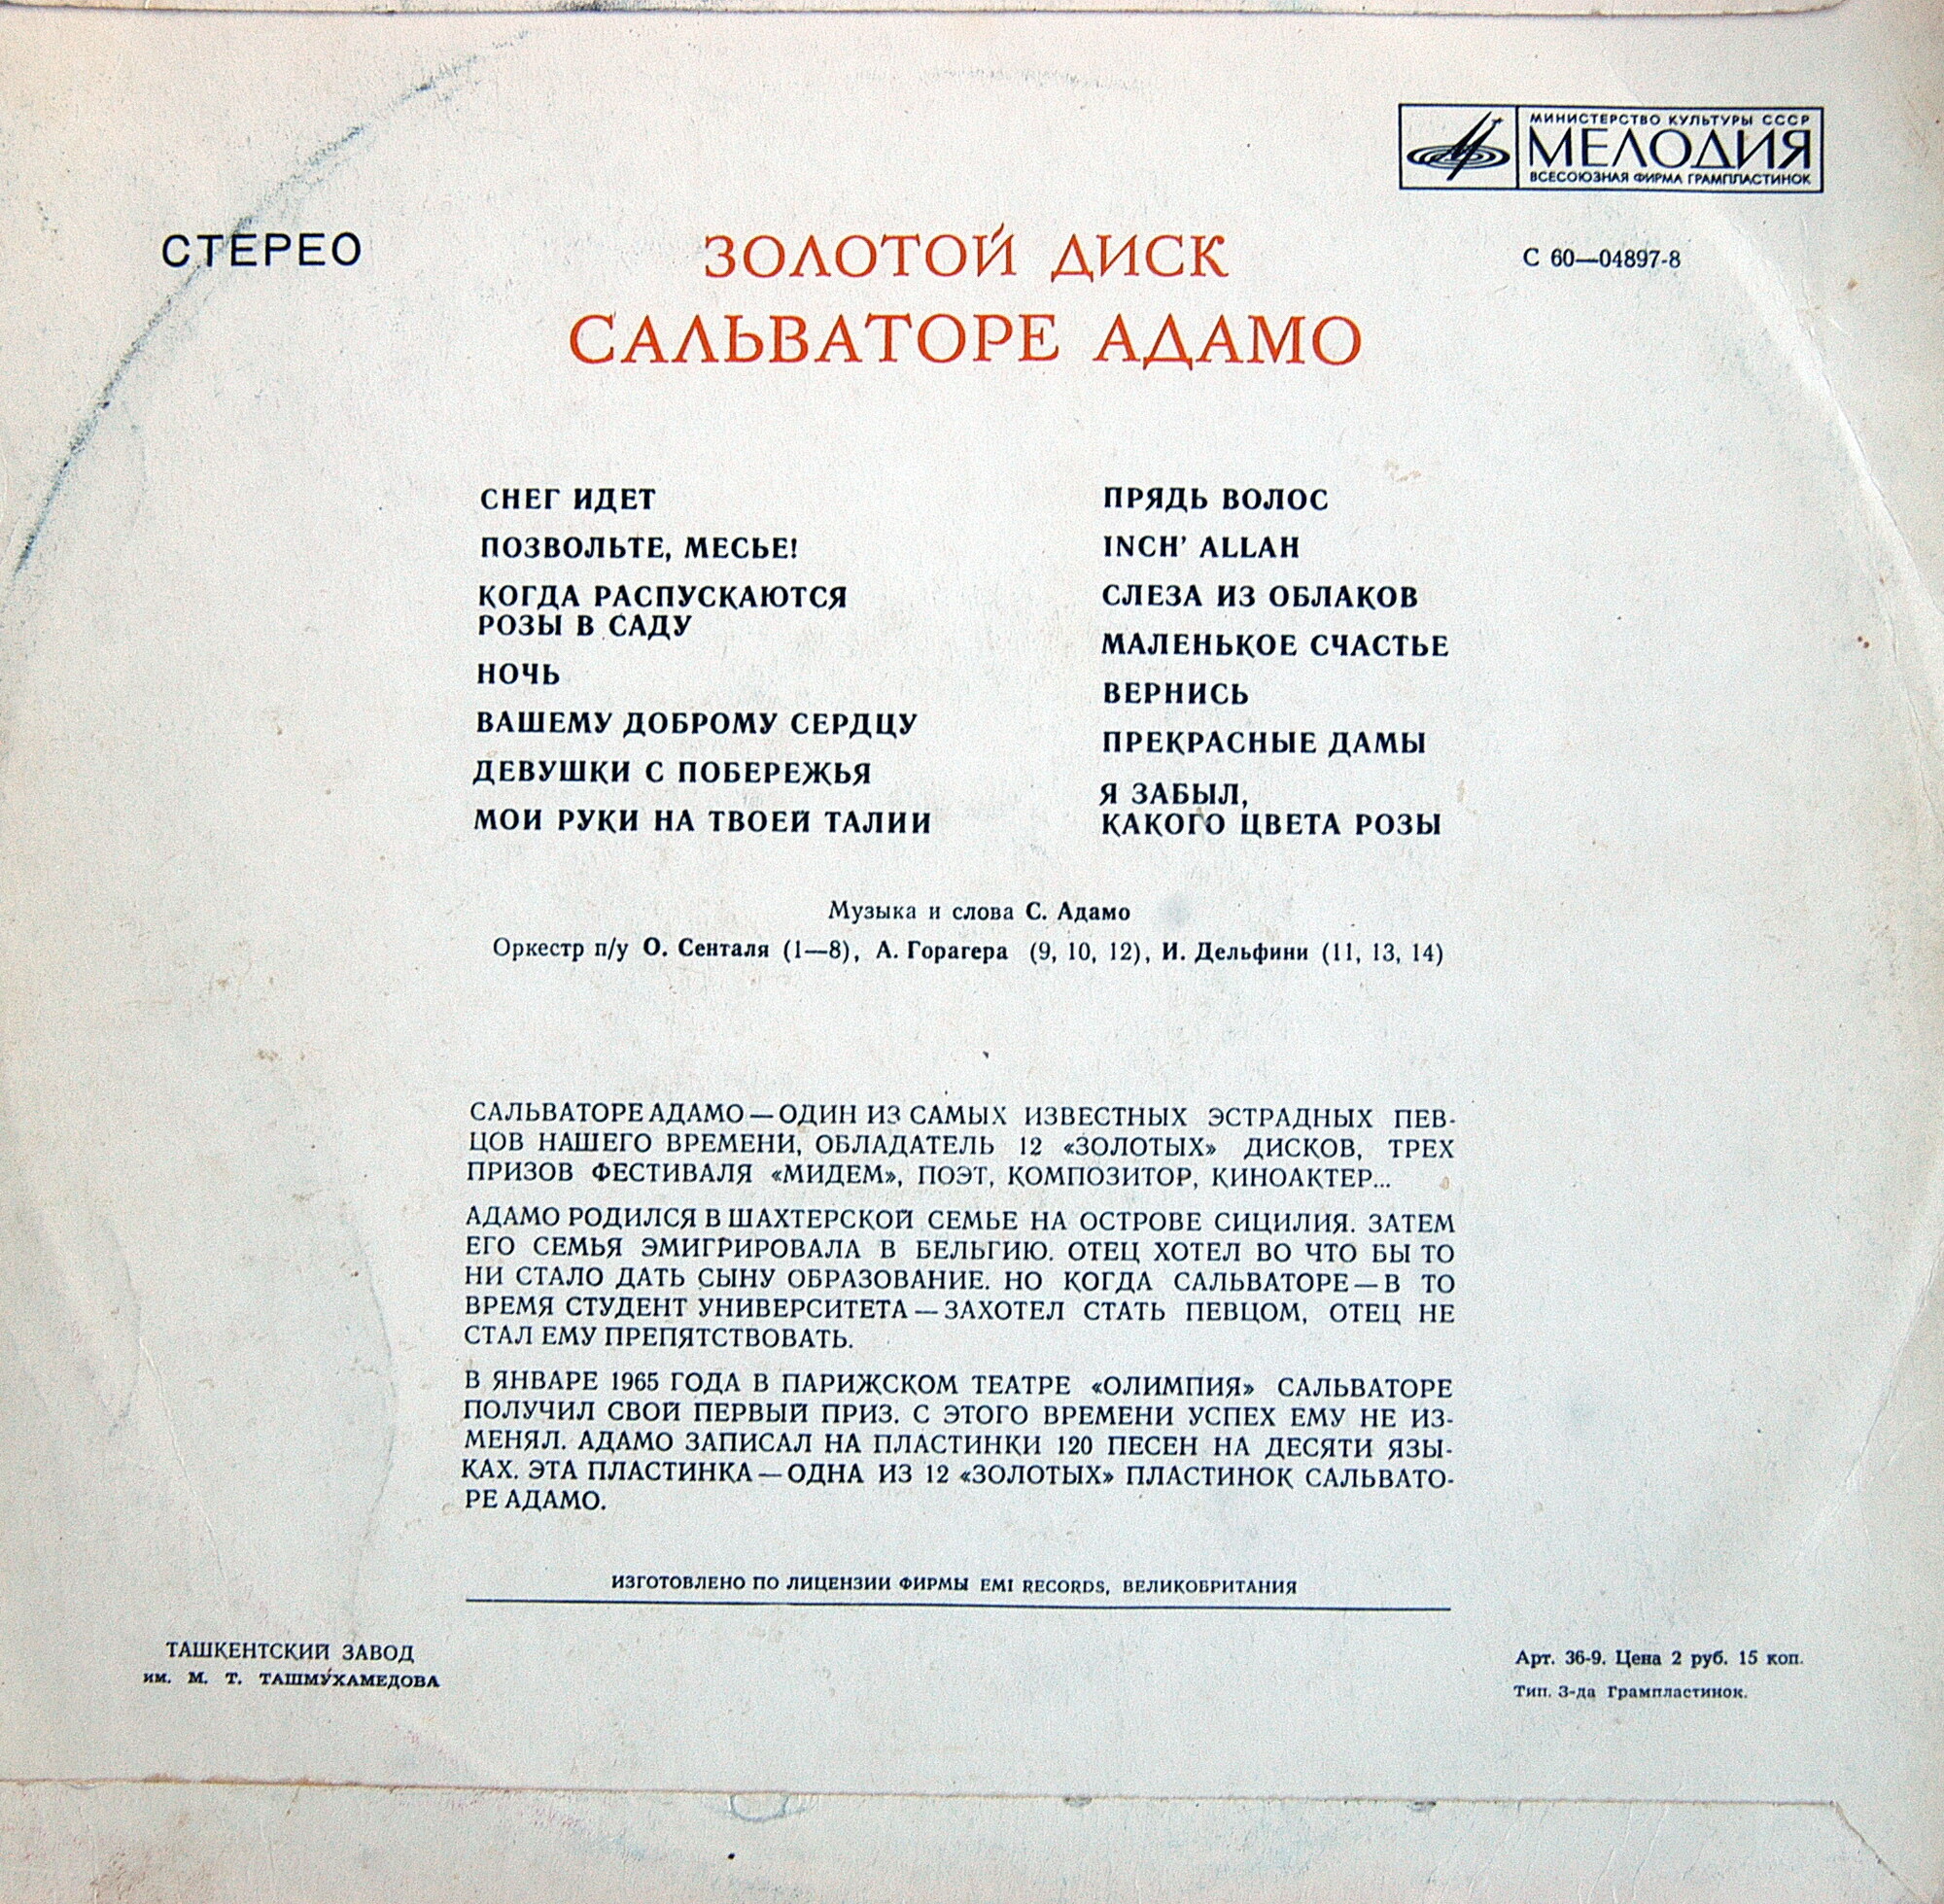 МИНИСТЕРСТВО КУЛЬТУРЫ СССР
МЕЛОДИЯ
ВСЕСОЮЗНАЯ ФИРМА ГРАМПЛАСТИНОК
СТЕРЕО
ЗОЛОТОЙ ДИСК
С 60—04897-8
САЛЬВАТОРЕ АДАМО
СНЕГ ИДЕТ
ПОЗВОЛЬТЕ, МЕСЬЕ!
КОГДА РАСПУСКАЮТСЯ
РОЗЫ В САДУ
НОЧЬ
ВАШЕМУ ДОБРОМУ СЕРДЦУ
ДЕВУШКИ С ПОБЕРЕЖЬЯ
МОИ РУКИ НА ТВОЕЙ ТАЛИИ
ПРЯДЬ ВОЛОС
INCH' ALLAH
СЛЕЗА ИЗ ОБЛАКОВ
МАЛЕНЬКОЕ СЧАСТЬЕ
ВЕРНИСЬ
ПРЕКРАСНЫЕ ДАМЫ
Я ЗАБЫЛ,
КАКОГО ЦВЕТА РОЗЫ
Музыка и слова С. Адамо
Оркестр п/у О. Сенталя (1—8), А. Горагера (9, 10, 12), И. Дельфини (11, 13, 14)
САЛЬВАТОРЕ АДАМО — ОДИН ИЗ САМЫХ ИЗВЕСТНЫХ ЭСТРАДНЫХ ПЕВ-
ЦОВ НАШЕГО ВРЕМЕНИ, ОБЛАДАТЕЛЬ 12 «ЗОЛОТЫХ» ДИСКОВ, ТРЕХ
ПРИЗОВ ФЕСТИВАЛЯ «МИДЕМ», ПОЭТ, КОМПОЗИТОР, КИНОАКТЕР...
АДАМО РОДИЛСЯ В ШАХТЕРСКОЙ СЕМЬЕ НА ОСТРОВЕ СИЦИЛИЯ. ЗАТЕМ
ЕГО СЕМЬЯ ЭМИГРИРОВАЛА В БЕЛЬГИЮ. ОТЕЦ ХОТЕЛ ВО ЧТО БЫ ТО
НИ СТАЛО ДАТЬ СЫНУ ОБРАЗОВАНИЕ. НО КОГДА САЛЬВАТОРЕ — В ТО
ВРЕМЯ СТУДЕНТ УНИВЕРСИТЕТА — ЗАХОТЕЛ СТАТЬ ПЕВЦОМ, ОТЕЦ НЕ
СТАЛ ЕМУ ПРЕПЯТСТВОВАТЬ.
В ЯНВАРЕ 1965 ГОДА В ПАРИЖСКОМ ТЕАТРЕ «ОЛИМПИЯ» САЛЬВАТОРЕ
ПОЛУЧИЛ СВОЙ ПЕРВЫЙ ПРИЗ. С ЭТОГО ВРЕМЕНИ УСПЕХ ЕМУ НЕ ИЗ-
МЕНЯЛ. АДАМО ЗАПИСАЛ НА ПЛАСТИНКИ 120 ПЕСЕН НА ДЕСЯТИ ЯЗЫ-
КАХ. ЭТА ПЛАСТИНКА — ОДНА ИЗ 12 «ЗОЛОТЫХ» ПЛАСТИНОК САЛЬВАТО-
РЕ АДАМО.
ИЗГОТОВЛЕНО ПО ЛИЦЕНЗИИ ФИРМЫ EMI RECORDS, ВЕЛИКОБРИТАНИЯ
ТАШКЕНТСКИЙ ЗАВОД
им. М. Т. ТАШМУХАМЕДОВА
Арт. 36-9. Цена 2 руб. 15 коп.
Тип. З-да Грампластинок.